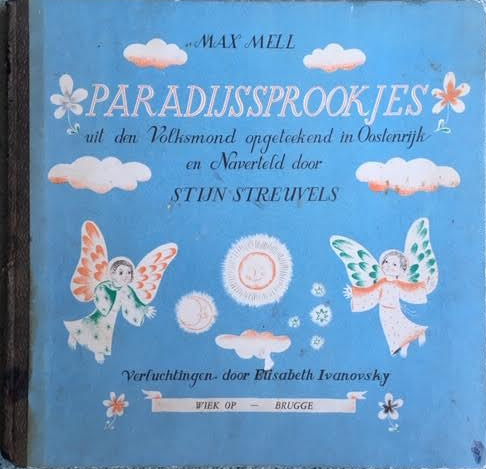 MAX MELL
PARADIJSSPROOKJES
uit den Volksmond opgeteekend in Oostenrijk
en Naverteld door
STIJN STREUVELS
Verluchtingen door Elisabeth Ivanovsky
WIEK OP — BRUGGE